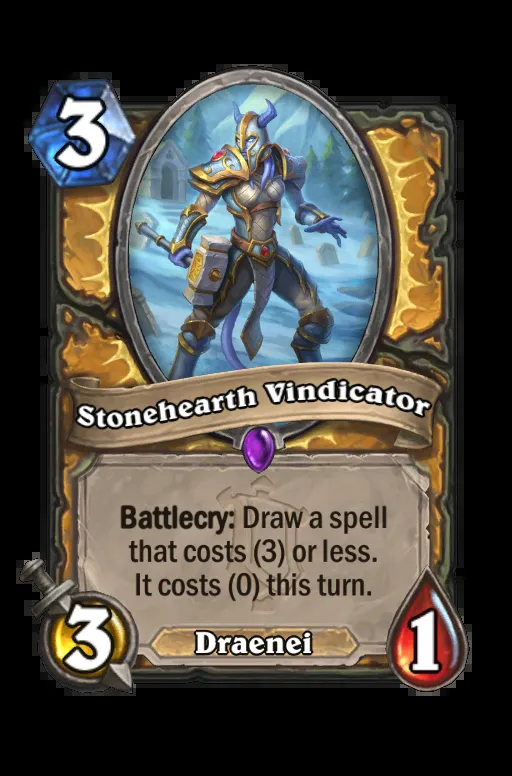 3
Stonehearth Vindicator
Battlecry: Draw a spell
that costs (3) or less.
It costs (0) this turn.
3
Draenei
1